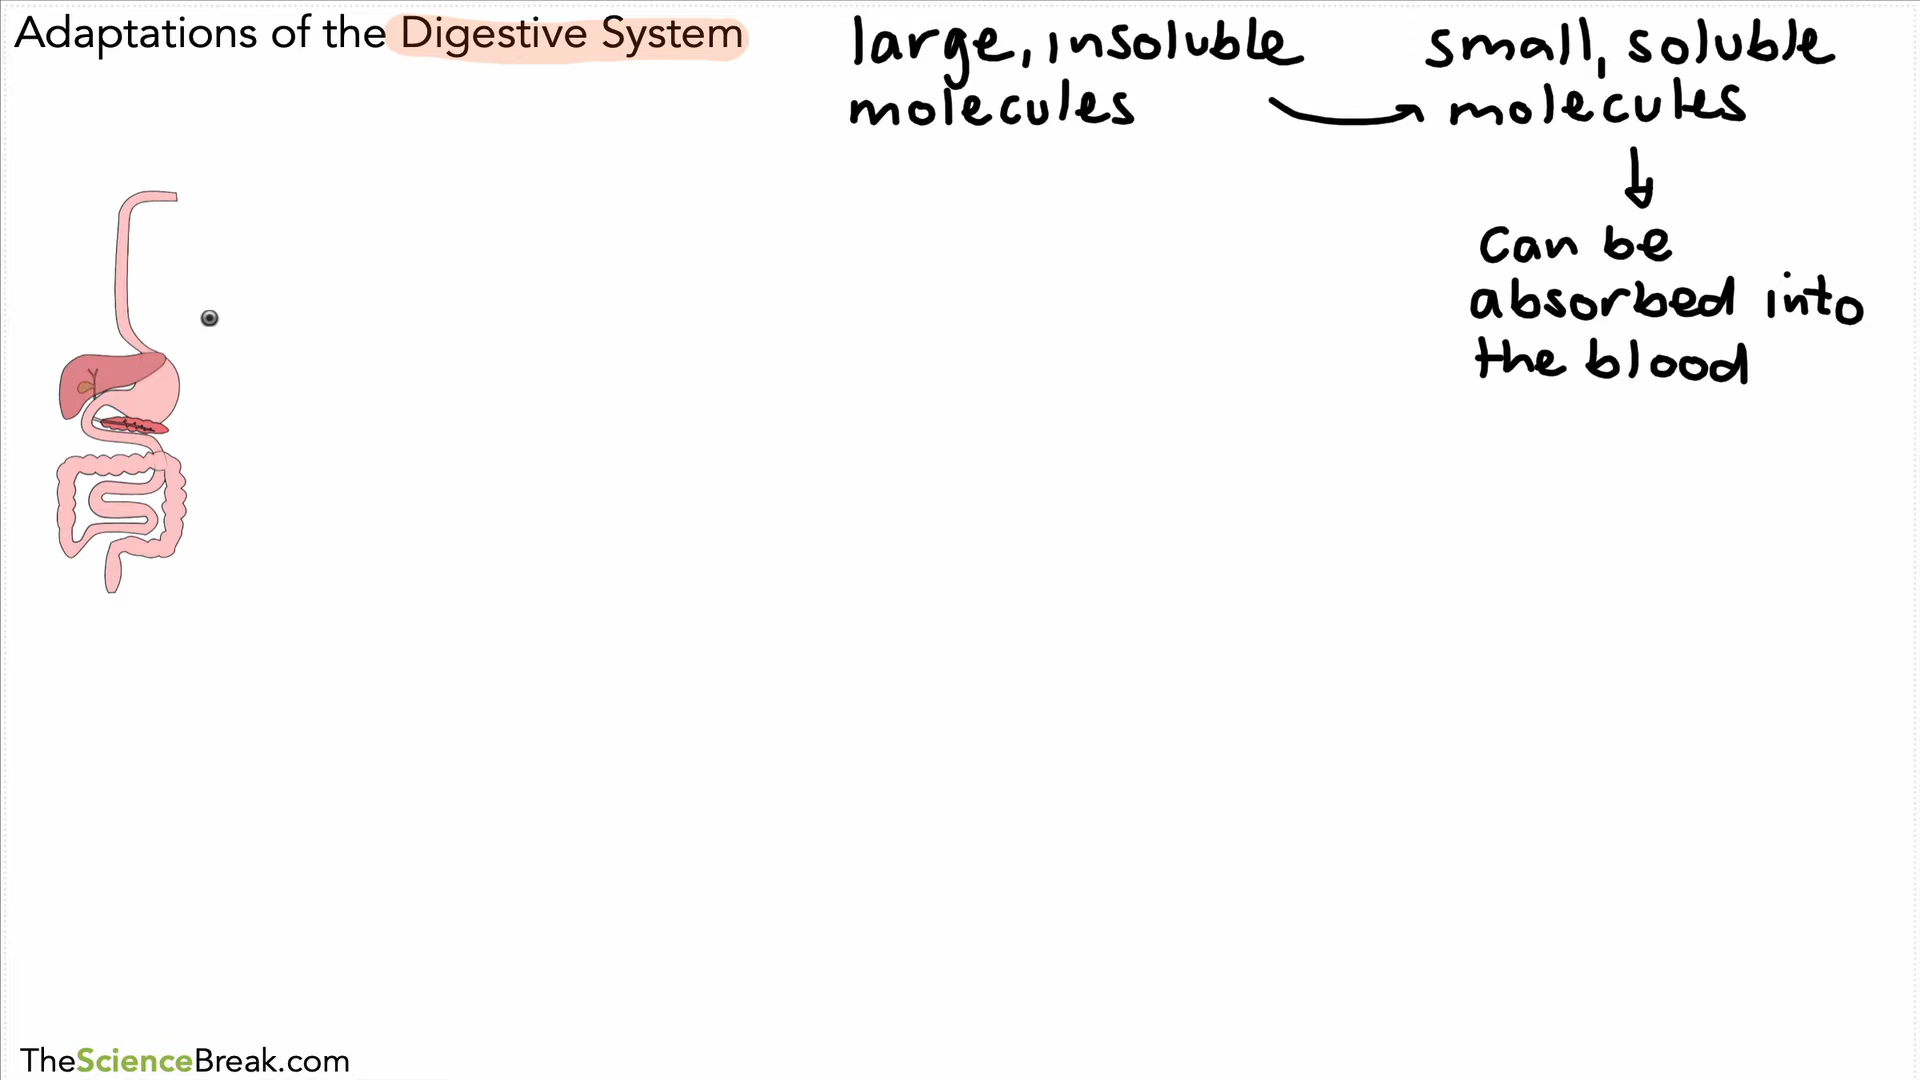 Adaptations of the Digestive System
large, insoluble
molecules
small, soluble
molecules
can be
absorbed into
the blood
TheScienceBreak.com